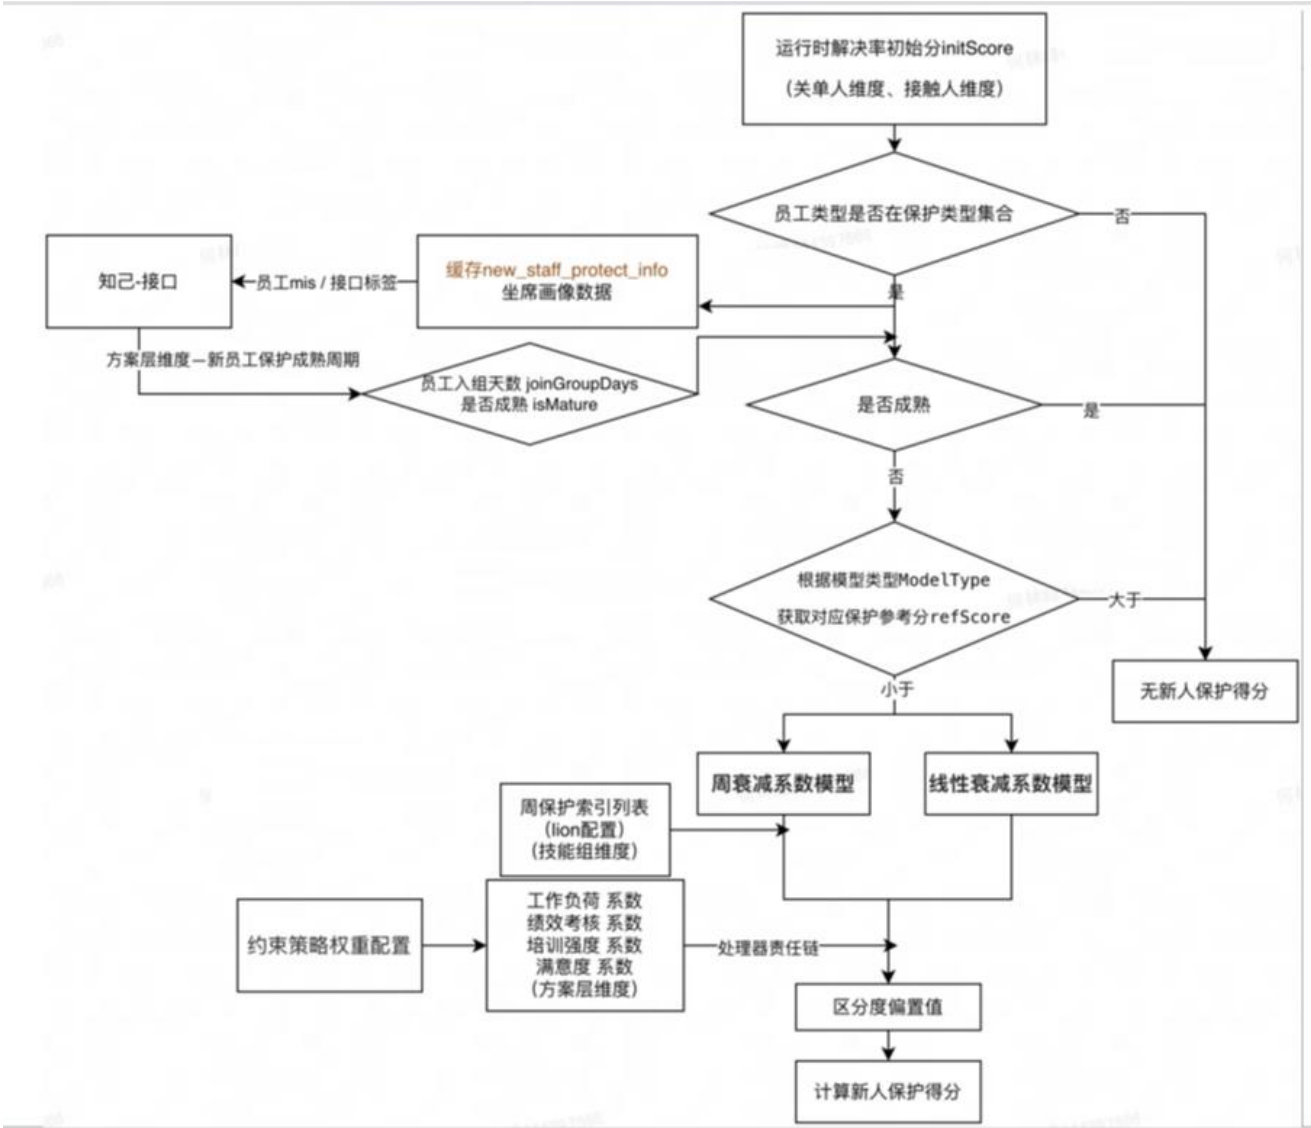 运行时解决率初始分initScore
（关单人维度、接触人维度）
员工类型是否在保护类型集合
否
是
缓存new_staff_protect_info
坐席画像数据
员工mis / 接口标签
知己-接口
方案层维度—新员工保护成熟周期
员工入组天数 joinGroupDays
是否成熟 isMature
是否成熟
是
否
根据模型类型ModelType
获取对应保护参考分refScore
大于
小于
无新人保护得分
周衰减系数模型
线性衰减系数模型
周保护索引列表
（lion配置）
（技能组维度）
工作负荷 系数
绩效考核 系数
培训强度 系数
满意度 系数
（方案层维度）
约束策略权重配置
处理器责任链
区分度偏置值
计算新人保护得分